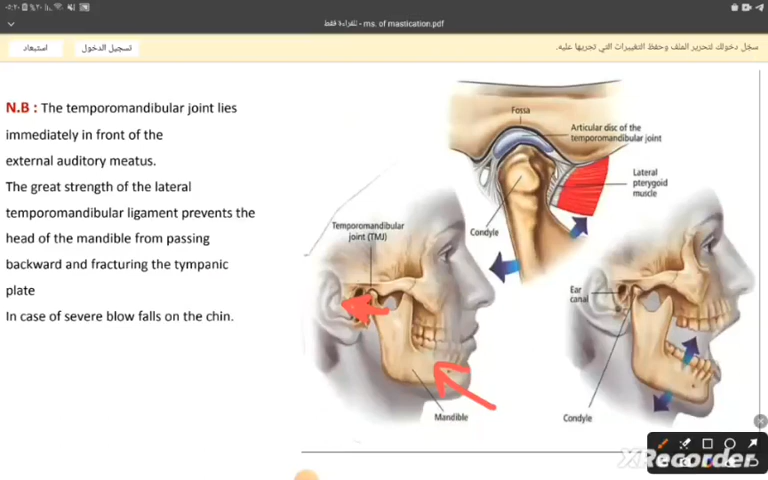 ms. of mastication.pdf - للقراءة فقط
سجّل دخولك لتحرير الملف وحفظ التغييرات التي تجريها عليه.
تسجيل الدخول
استبعاد
N.B : The temporomandibular joint lies
immediately in front of the
external auditory meatus.
The great strength of the lateral
temporomandibular ligament prevents the
head of the mandible from passing
backward and fracturing the tympanic
plate
In case of severe blow falls on the chin.
Fossa
Articular disc of the
temporomandibular joint
Lateral
pterygoid
muscle
Condyle
Temporomandibular
joint (TMJ)
Mandible
Ear
canal
Condyle
XRecorder